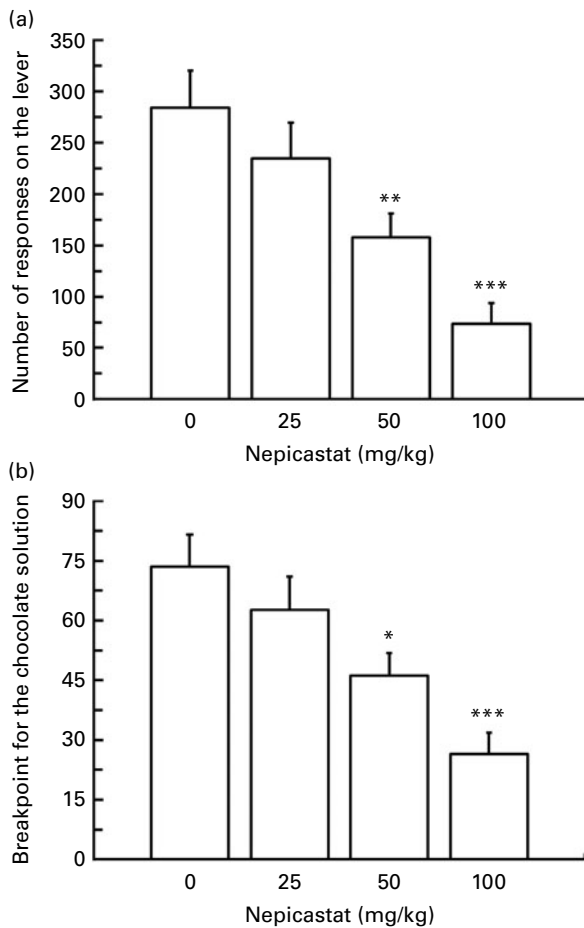 (a)
Number of responses on the lever
350
300
250
200
150
100
50
0
**
***
0 25 50 100
Nepicastat (mg/kg)
(b)
Breakpoint for the chocolate solution
90
75
60
45
30
15
0
*
***
0 25 50 100
Nepicastat (mg/kg)